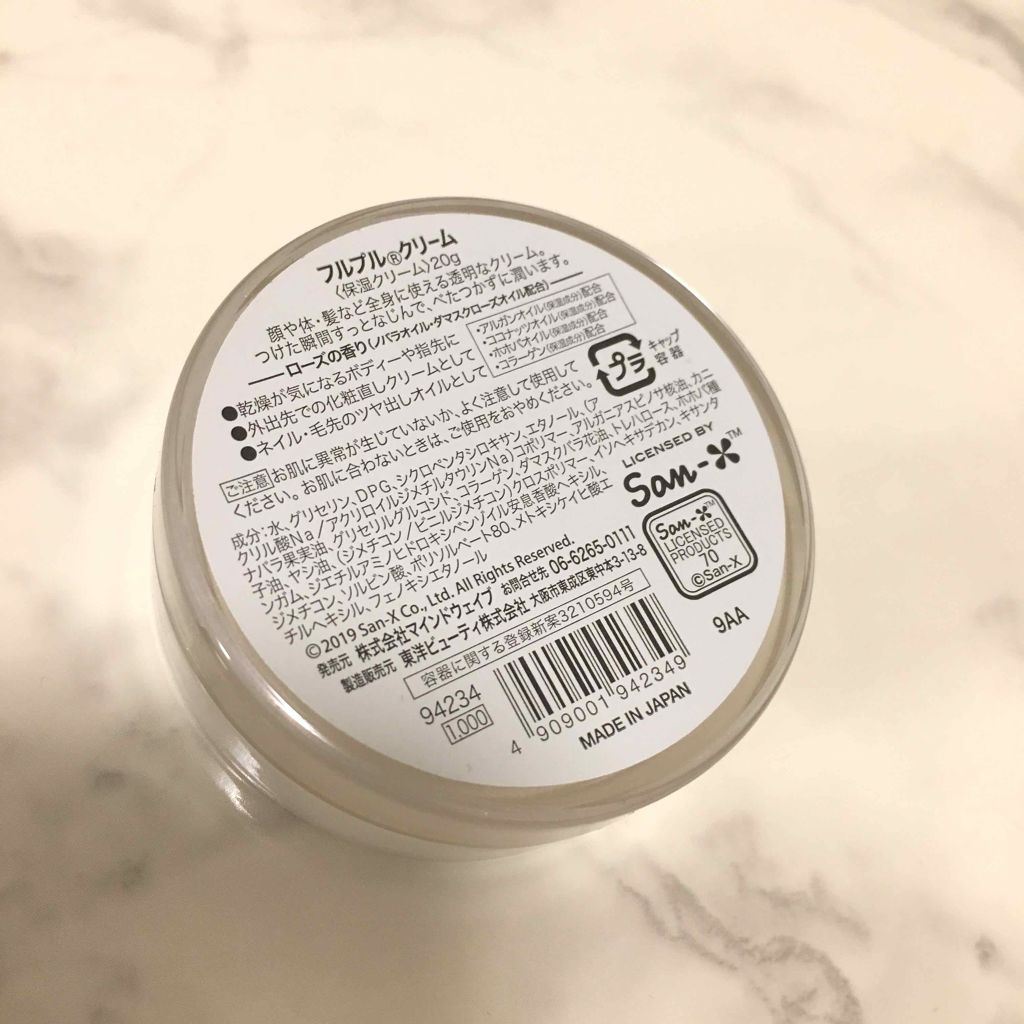 フルプル®クリーム
〈保湿クリーム〉20g
顔や体・髪など全身に使える透明なクリーム。
つけた瞬間すっとなじんで、べたつかずに潤います。
ローズの香り(バラオイル・ダマスクローズオイル配合)
●乾燥が気になるボディーや指先に
●外出先での化粧直しクリームとして
●ネイル・毛先のツヤ出しオイルとして
・アルガンオイル(保湿成分)配合
・ココナッツオイル(保湿成分)配合
・ホホバオイル(保湿成分)配合
・コラーゲン(保湿成分)配合
プラ
キャップ
容器
ご注意 お肌に異常が生じていないか、よく注意して使用して
ください。お肌に合わないときは、ご使用をおやめください。
成分:水、グリセリン、DPG、シクロペンタシロキサン、エタノール、(ア
クリル酸Na/アクリロイルジメチルタウリンNa)コポリマー、アルガニアスピノサ核油、カニ
ナバラ果実油、グリセリルグルコシド、コラーゲン、ダマスクバラ花油、トレハロース、ホホバ種
子油、ヤシ油、(ジメチコン/ビニルジメチコン)クロスポリマー、イソヘキサデカン、キサンタ
ンガム、ジエチルアミノヒドロキシベンゾイル安息香酸ヘキシル、
ジメチコン、ソルビン酸、ポリソルベート80、メトキシケイヒ酸エ
チルヘキシル、フェノキシエタノール
©2019 San-X Co., Ltd. All Rights Reserved.
発売元 株式会社マインドウェイブ お問合せ先 06-6265-0111
製造販売元 東洋ビューティ株式会社 大阪市東成区東中本3-13-8
容器に関する登録新案3210594号
LICENSED BY
San-X™
San-X™
LICENSED
PRODUCTS
10
©San-X
9AA
94234
1,000
4 909001 942349
MADE IN JAPAN